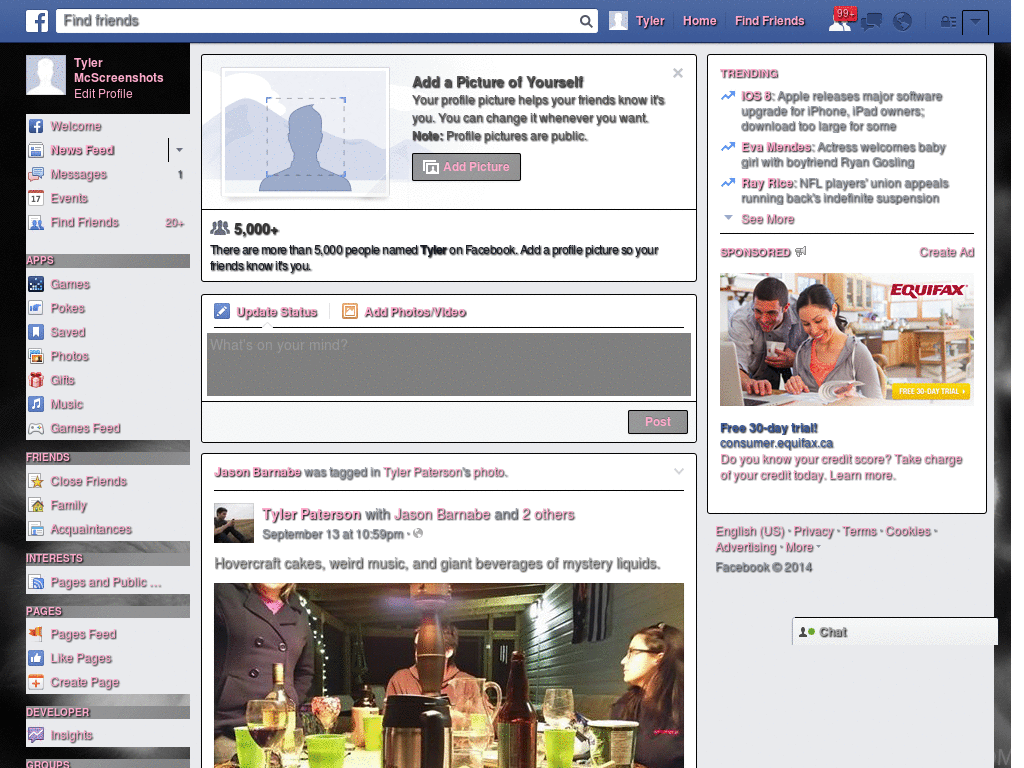 Find friends
Tyler
Home
Find Friends
99+
Tyler
McScreenshots
Edit Profile
Welcome
News Feed
Messages 1
17 Events
Find Friends 20+
APPS
Games
Pokes
Saved
Photos
Gifts
Music
Games Feed
FRIENDS
Close Friends
Family
Acquaintances
INTERESTS
Pages and Public ...
PAGES
Pages Feed
Like Pages
Create Page
DEVELOPER
Insights
GROUPS
Add a Picture of Yourself
Your profile picture helps your friends know it's
you. You can change it whenever you want.
Note: Profile pictures are public.
Add Picture
5,000+
There are more than 5,000 people named Tyler on Facebook. Add a profile picture so your
friends know it's you.
Update Status
Add Photos/Video
What's on your mind?
Post
Jason Barnabe was tagged in Tyler Paterson's photo.
Tyler Paterson with Jason Barnabe and 2 others
September 13 at 10:59pm ·
Hovercraft cakes, weird music, and giant beverages of mystery liquids.
TRENDING
iOS 8: Apple releases major software
upgrade for iPhone, iPad owners;
download too large for some
Eva Mendes: Actress welcomes baby
girl with boyfriend Ryan Gosling
Ray Rice: NFL players' union appeals
running back's indefinite suspension
See More
SPONSORED
Create Ad
EQUIFAX
FREE 30-DAY TRIAL
Free 30-day trial!
consumer.equifax.ca
Do you know your credit score? Take charge
of your credit today. Learn more.
English (US) · Privacy · Terms · Cookies ·
Advertising · More
Facebook © 2014
Chat